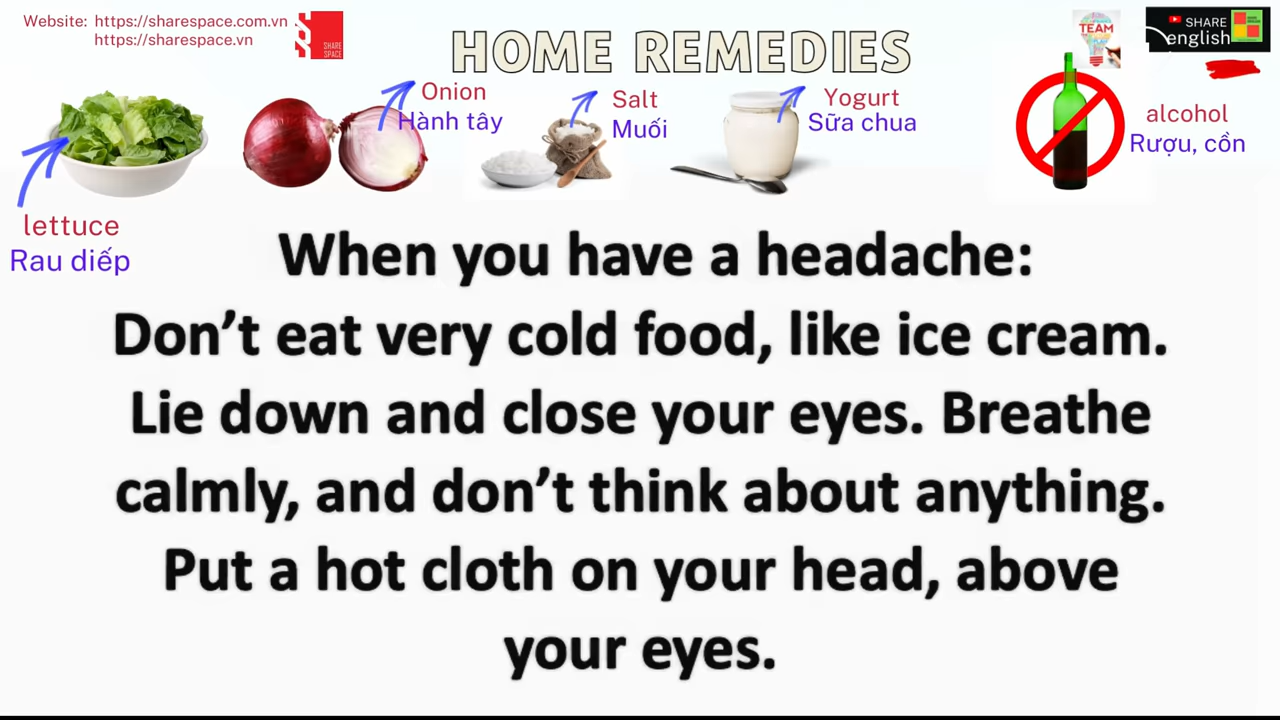 Website: https://sharespace.com.vn
https://sharespace.vn
SHARE
SPACE
HOME REMEDIES
TEAM
SHARE
english
Onion
Hành tây
Salt
Muối
Yogurt
Sữa chua
alcohol
Rượu, cồn
lettuce
Rau diếp
When you have a headache:
Don’t eat very cold food, like ice cream.
Lie down and close your eyes. Breathe
calmly, and don’t think about anything.
Put a hot cloth on your head, above
your eyes.